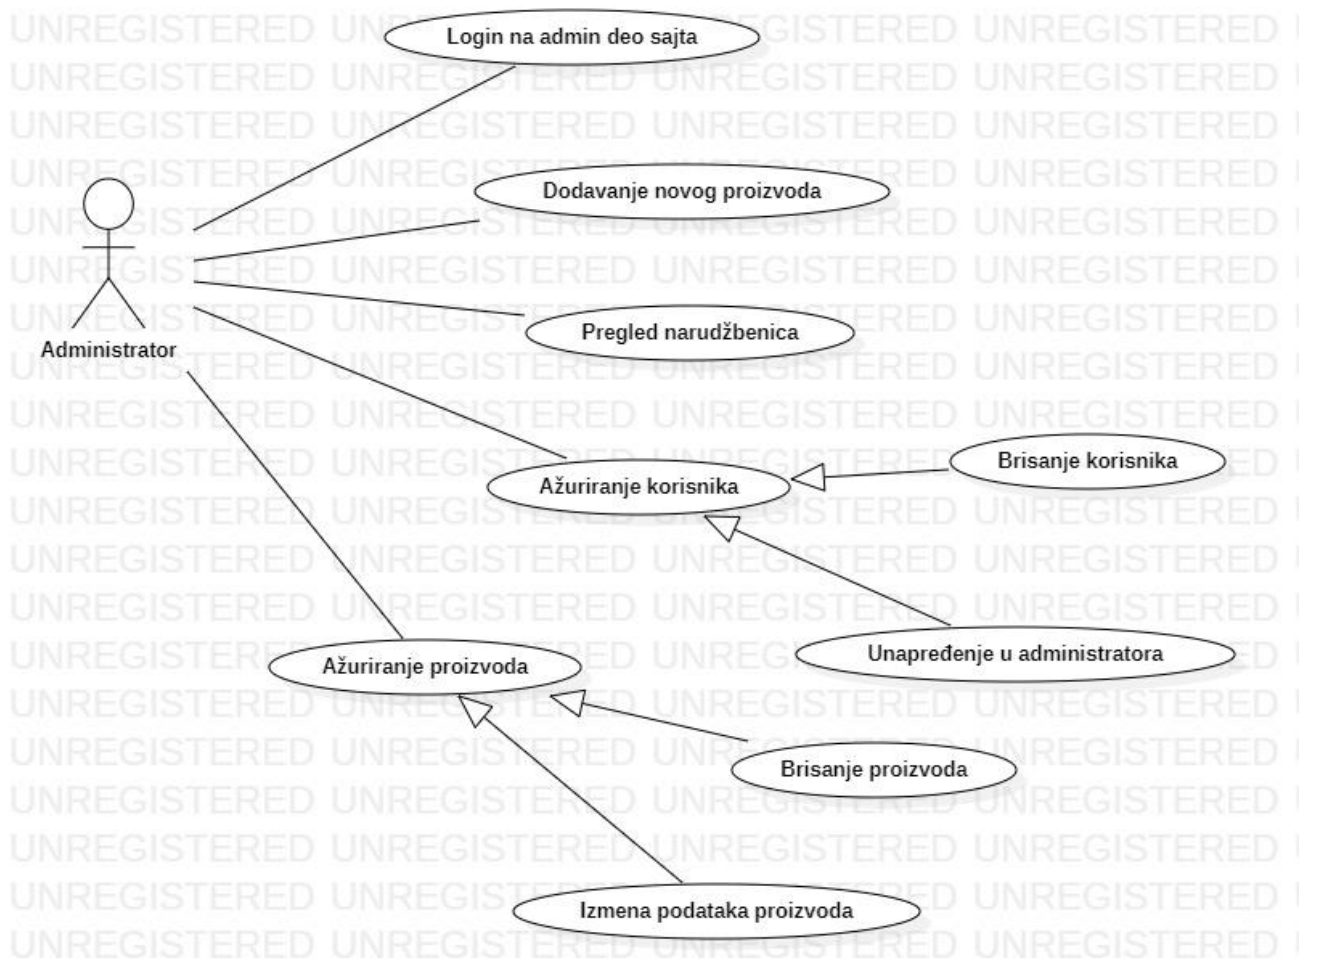 Login na admin deo sajta
Dodavanje novog proizvoda
Pregled narudžbenica
Administrator
Brisanje korisnika
Ažuriranje korisnika
Unapređenje u administratora
Ažuriranje proizvoda
Brisanje proizvoda
Izmena podataka proizvoda
UNREGISTERED